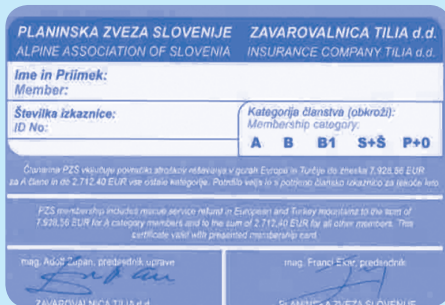 PLANINSKA ZVEZA SLOVENIJE
ALPINE ASSOCIATION OF SLOVENIA
ZAVAROVALNICA TILIA d.d.
INSURANCE COMPANY TILIA d.d.
Ime in Priimek:
Member:
Številka izkaznice:
ID No:
Kategorija članstva (obkroži):
Membership category:
A B B1 S+Š P+0
Članarina PZS vključuje povračilo stroškov reševanja v gorah Evrope in Turčije do zneska 7.928,56 EUR
za A člane in do 2.712,40 EUR vse ostale kategorije. Potrdilo velja le s potrjeno člansko izkaznico za tekoče leto.
PZS membership includes rescue service refund in European and Turkey mountains to the sum of
7.928,56 EUR for A category members and to the sum of 2.712,40 EUR for all other members. This
certificate valid with presented membership card.
mag. Adolf Zupan, predsednik uprave
ZAVAROVALNICA TILIA d.d.
mag. Franci Ekar, predsednik
PLANINSKA ZVEZA SLOVENIJE